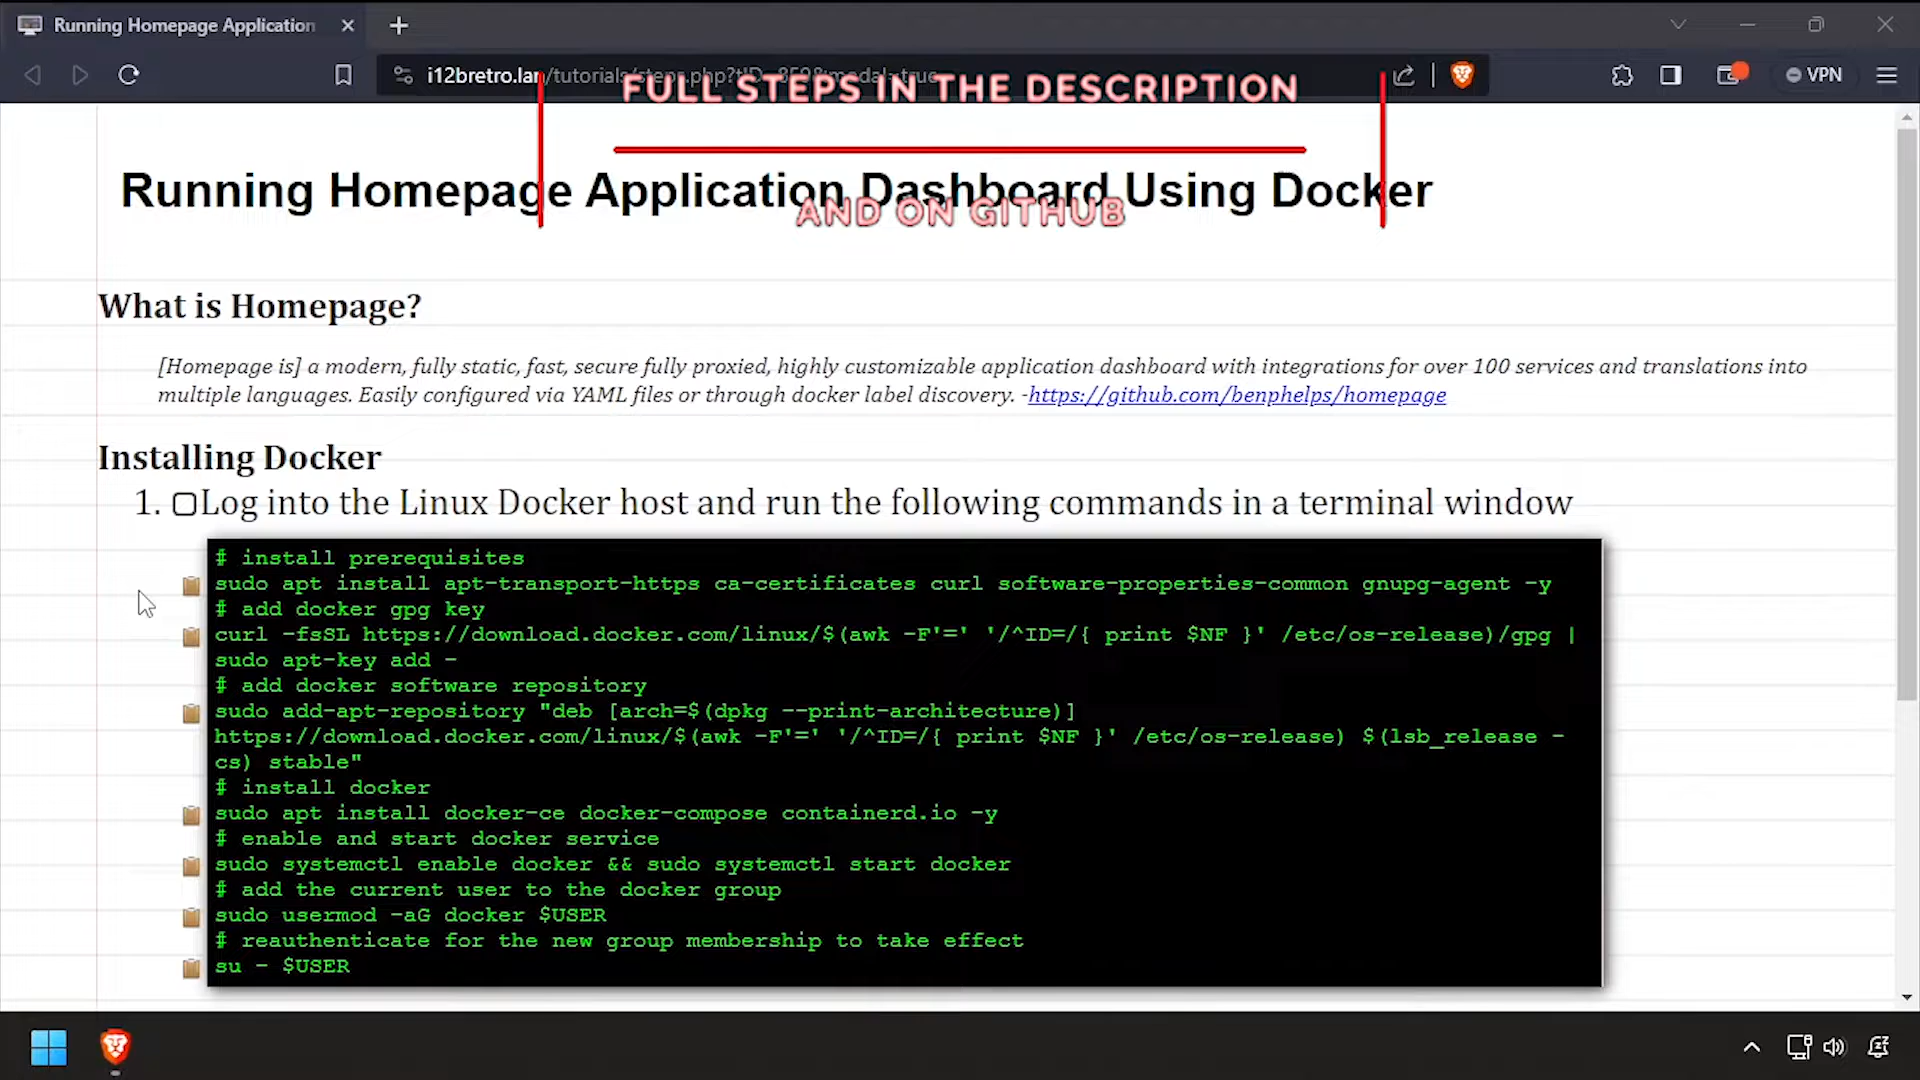 Running Homepage Application
VPN
i12bretro.lan/tutorials/steps.php?tID=859&modal=true
FULL STEPS IN THE DESCRIPTION
Running Homepage Application Dashboard Using Docker
AND ON GITHUB
What is Homepage?
[Homepage is] a modern, fully static, fast, secure fully proxied, highly customizable application dashboard with integrations for over 100 services and translations into
multiple languages. Easily configured via YAML files or through docker label discovery. -https://github.com/benphelps/homepage
Installing Docker
1. Log into the Linux Docker host and run the following commands in a terminal window
# install prerequisites
sudo apt install apt-transport-https ca-certificates curl software-properties-common gnupg-agent -y
# add docker gpg key
curl -fsSL https://download.docker.com/linux/$(awk -F'=' '/^ID=/{ print $NF }' /etc/os-release)/gpg |
sudo apt-key add -
# add docker software repository
sudo add-apt-repository "deb [arch=$(dpkg --print-architecture)]
https://download.docker.com/linux/$(awk -F'=' '/^ID=/{ print $NF }' /etc/os-release) $(lsb_release -
cs) stable"
# install docker
sudo apt install docker-ce docker-compose containerd.io -y
# enable and start docker service
sudo systemctl enable docker && sudo systemctl start docker
# add the current user to the docker group
sudo usermod -aG docker $USER
# reauthenticate for the new group membership to take effect
su - $USER